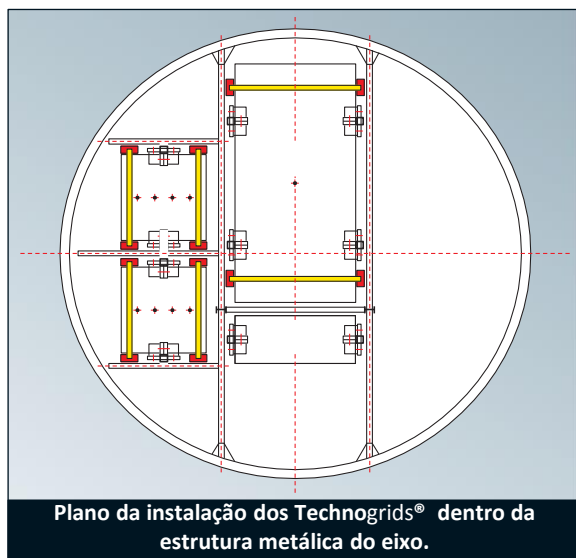 Plano da instalação dos Technogrids® dentro da
estrutura metálica do eixo.